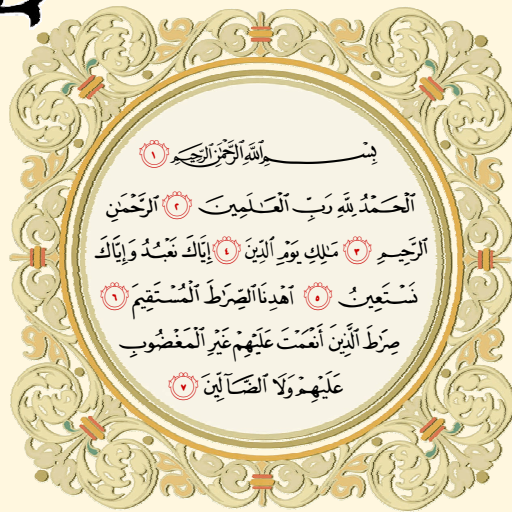 بِسْمِ ٱللَّهِ ٱلرَّحْمَٰنِ ٱلرَّحِيمِ ١
ٱلْحَمْدُ لِلَّهِ رَبِّ ٱلْعَٰلَمِينَ ٢ ٱلرَّحْمَٰنِ
ٱلرَّحِيمِ ٣ مَٰلِكِ يَوْمِ ٱلدِّينِ ٤ إِيَّاكَ نَعْبُدُ وَإِيَّاكَ
نَسْتَعِينُ ٥ ٱهْدِنَا ٱلصِّرَٰطَ ٱلْمُسْتَقِيمَ ٦
صِرَٰطَ ٱلَّذِينَ أَنْعَمْتَ عَلَيْهِمْ غَيْرِ ٱلْمَغْضُوبِ
عَلَيْهِمْ وَلَا ٱلضَّآلِّينَ ٧